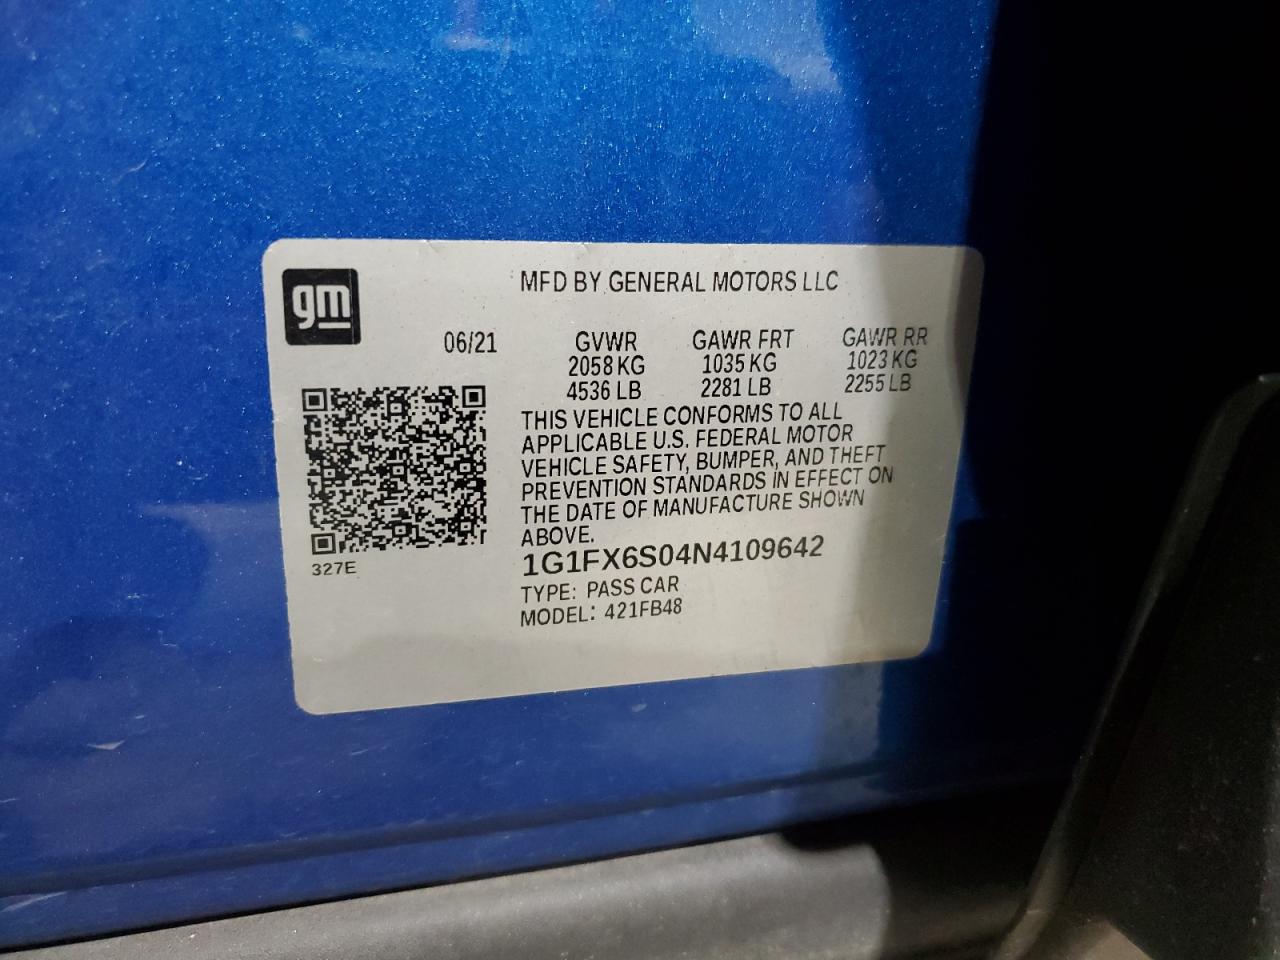 gm
MFD BY GENERAL MOTORS LLC
06/21 GVWR GAWR FRT GAWR RR
2058 KG 1035 KG 1023 KG
4536 LB 2281 LB 2255 LB
THIS VEHICLE CONFORMS TO ALL
APPLICABLE U.S. FEDERAL MOTOR
VEHICLE SAFETY, BUMPER, AND THEFT
PREVENTION STANDARDS IN EFFECT ON
THE DATE OF MANUFACTURE SHOWN
ABOVE.
327E
1G1FX6S04N4109642
TYPE: PASS CAR
MODEL: 421FB48